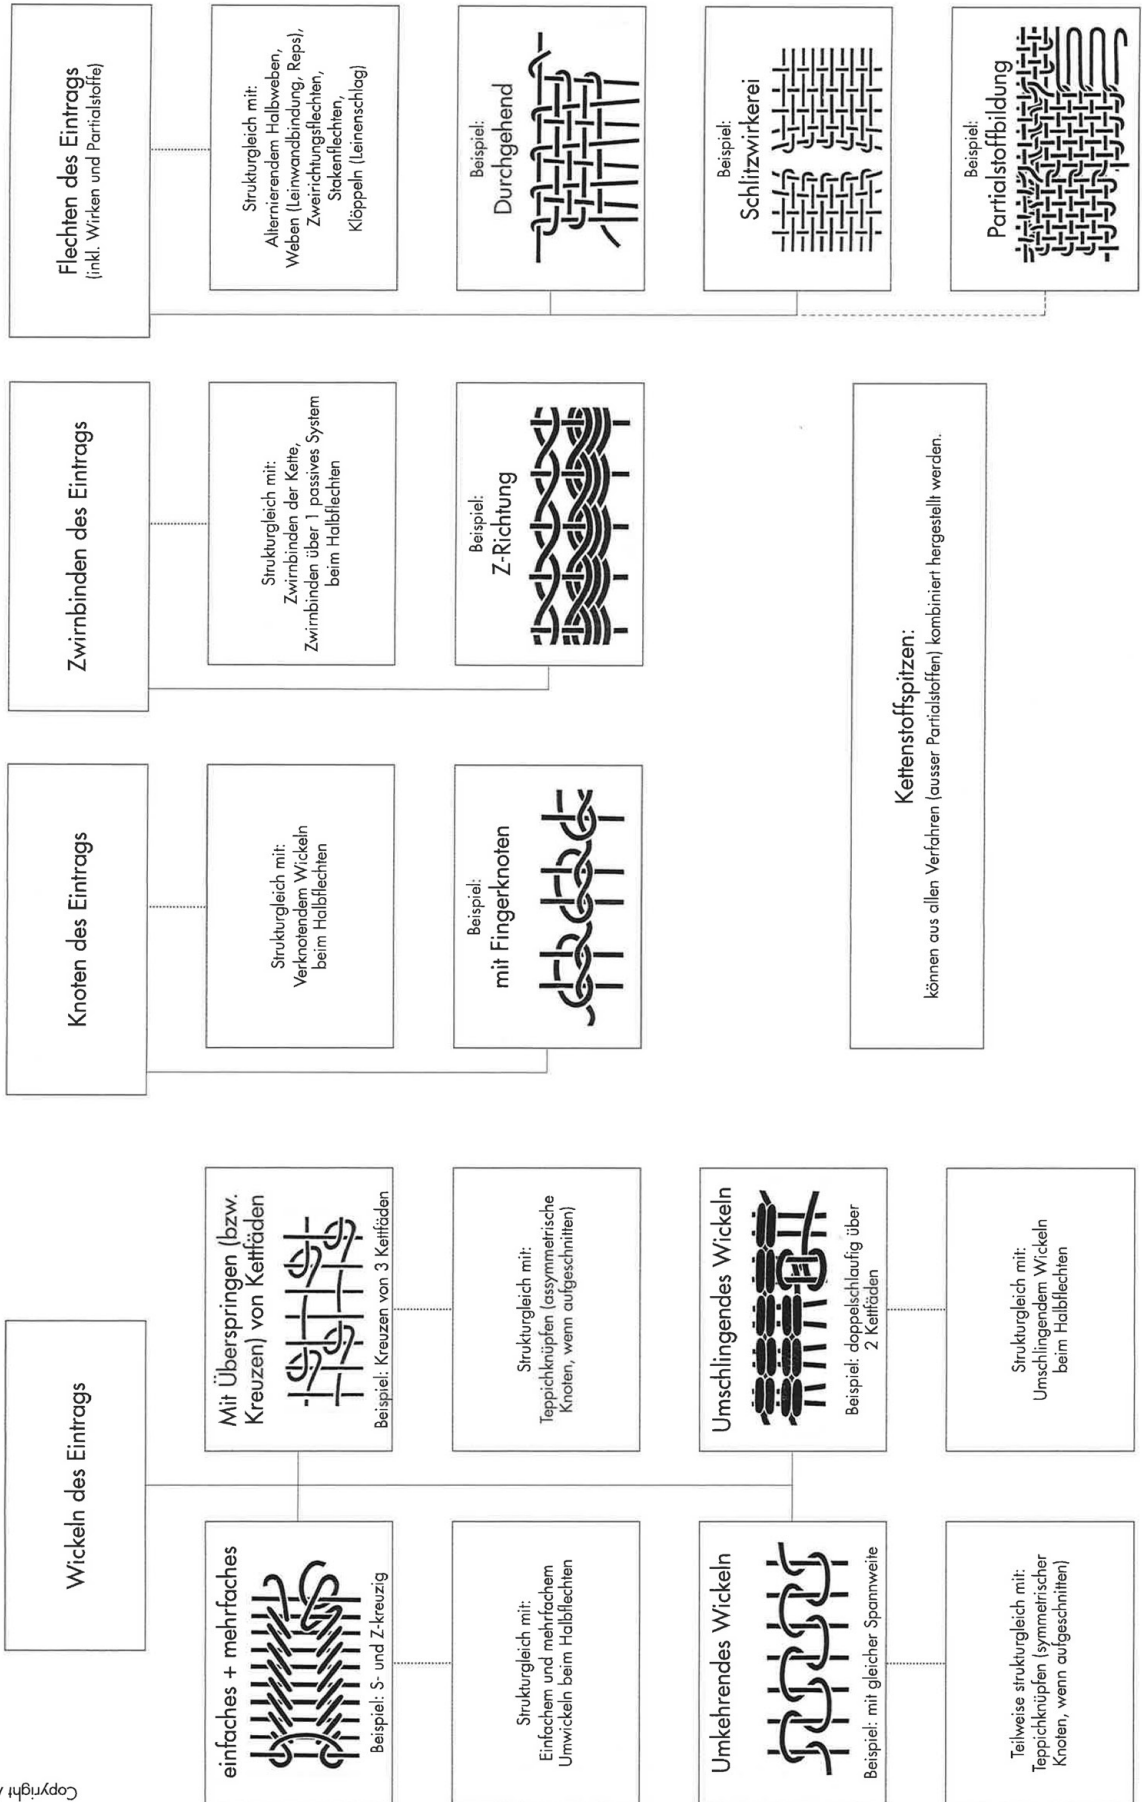 Wickeln des Eintrags
einfaches + mehrfaches
Beispiel: S- und Z-kreuzig
Strukturgleich mit:
Einfachem und mehrfachem
Umwickeln beim Halbflechten
Mit Überspringen (bzw.
Kreuzen) von Kettfäden
Beispiel: Kreuzen von 3 Kettfäden
Strukturgleich mit:
Teppichknüpfen (assymmetrische
Knoten, wenn aufgeschnitten)
Umkehrendes Wickeln
Beispiel: mit gleicher Spannweite
Teilweise strukturgleich mit:
Teppichknüpfen (symmetrischer
Knoten, wenn aufgeschnitten)
Umschlingendes Wickeln
Beispiel: doppelschlaufig über
2 Kettfäden
Strukturgleich mit:
Umschlingendem Wickeln
beim Halbflechten
Knoten des Eintrags
Strukturgleich mit:
Verknotendem Wickeln
beim Halbflechten
Beispiel:
mit Fingerknoten
Zwirnbinden des Eintrags
Strukturgleich mit:
Zwirnbinden der Kette,
Zwirnbinden über 1 passives System
beim Halbflechten
Beispiel:
Z-Richtung
Flechten des Eintrags
(inkl. Wirken und Partialstoffe)
Strukturgleich mit:
Alternierendem Halbweben,
Weben (Leinwandbindung, Reps),
Zweirichtungsflechten,
Stakenflechten,
Klöppeln (Leinenschlag)
Beispiel:
Durchgehend
Beispiel:
Schlitzwirkerei
Beispiel:
Partialstoffbildung
Kettenstoffspitzen:
können aus allen Verfahren (ausser Partialstoffen) kombiniert hergestellt werden.
Copyright